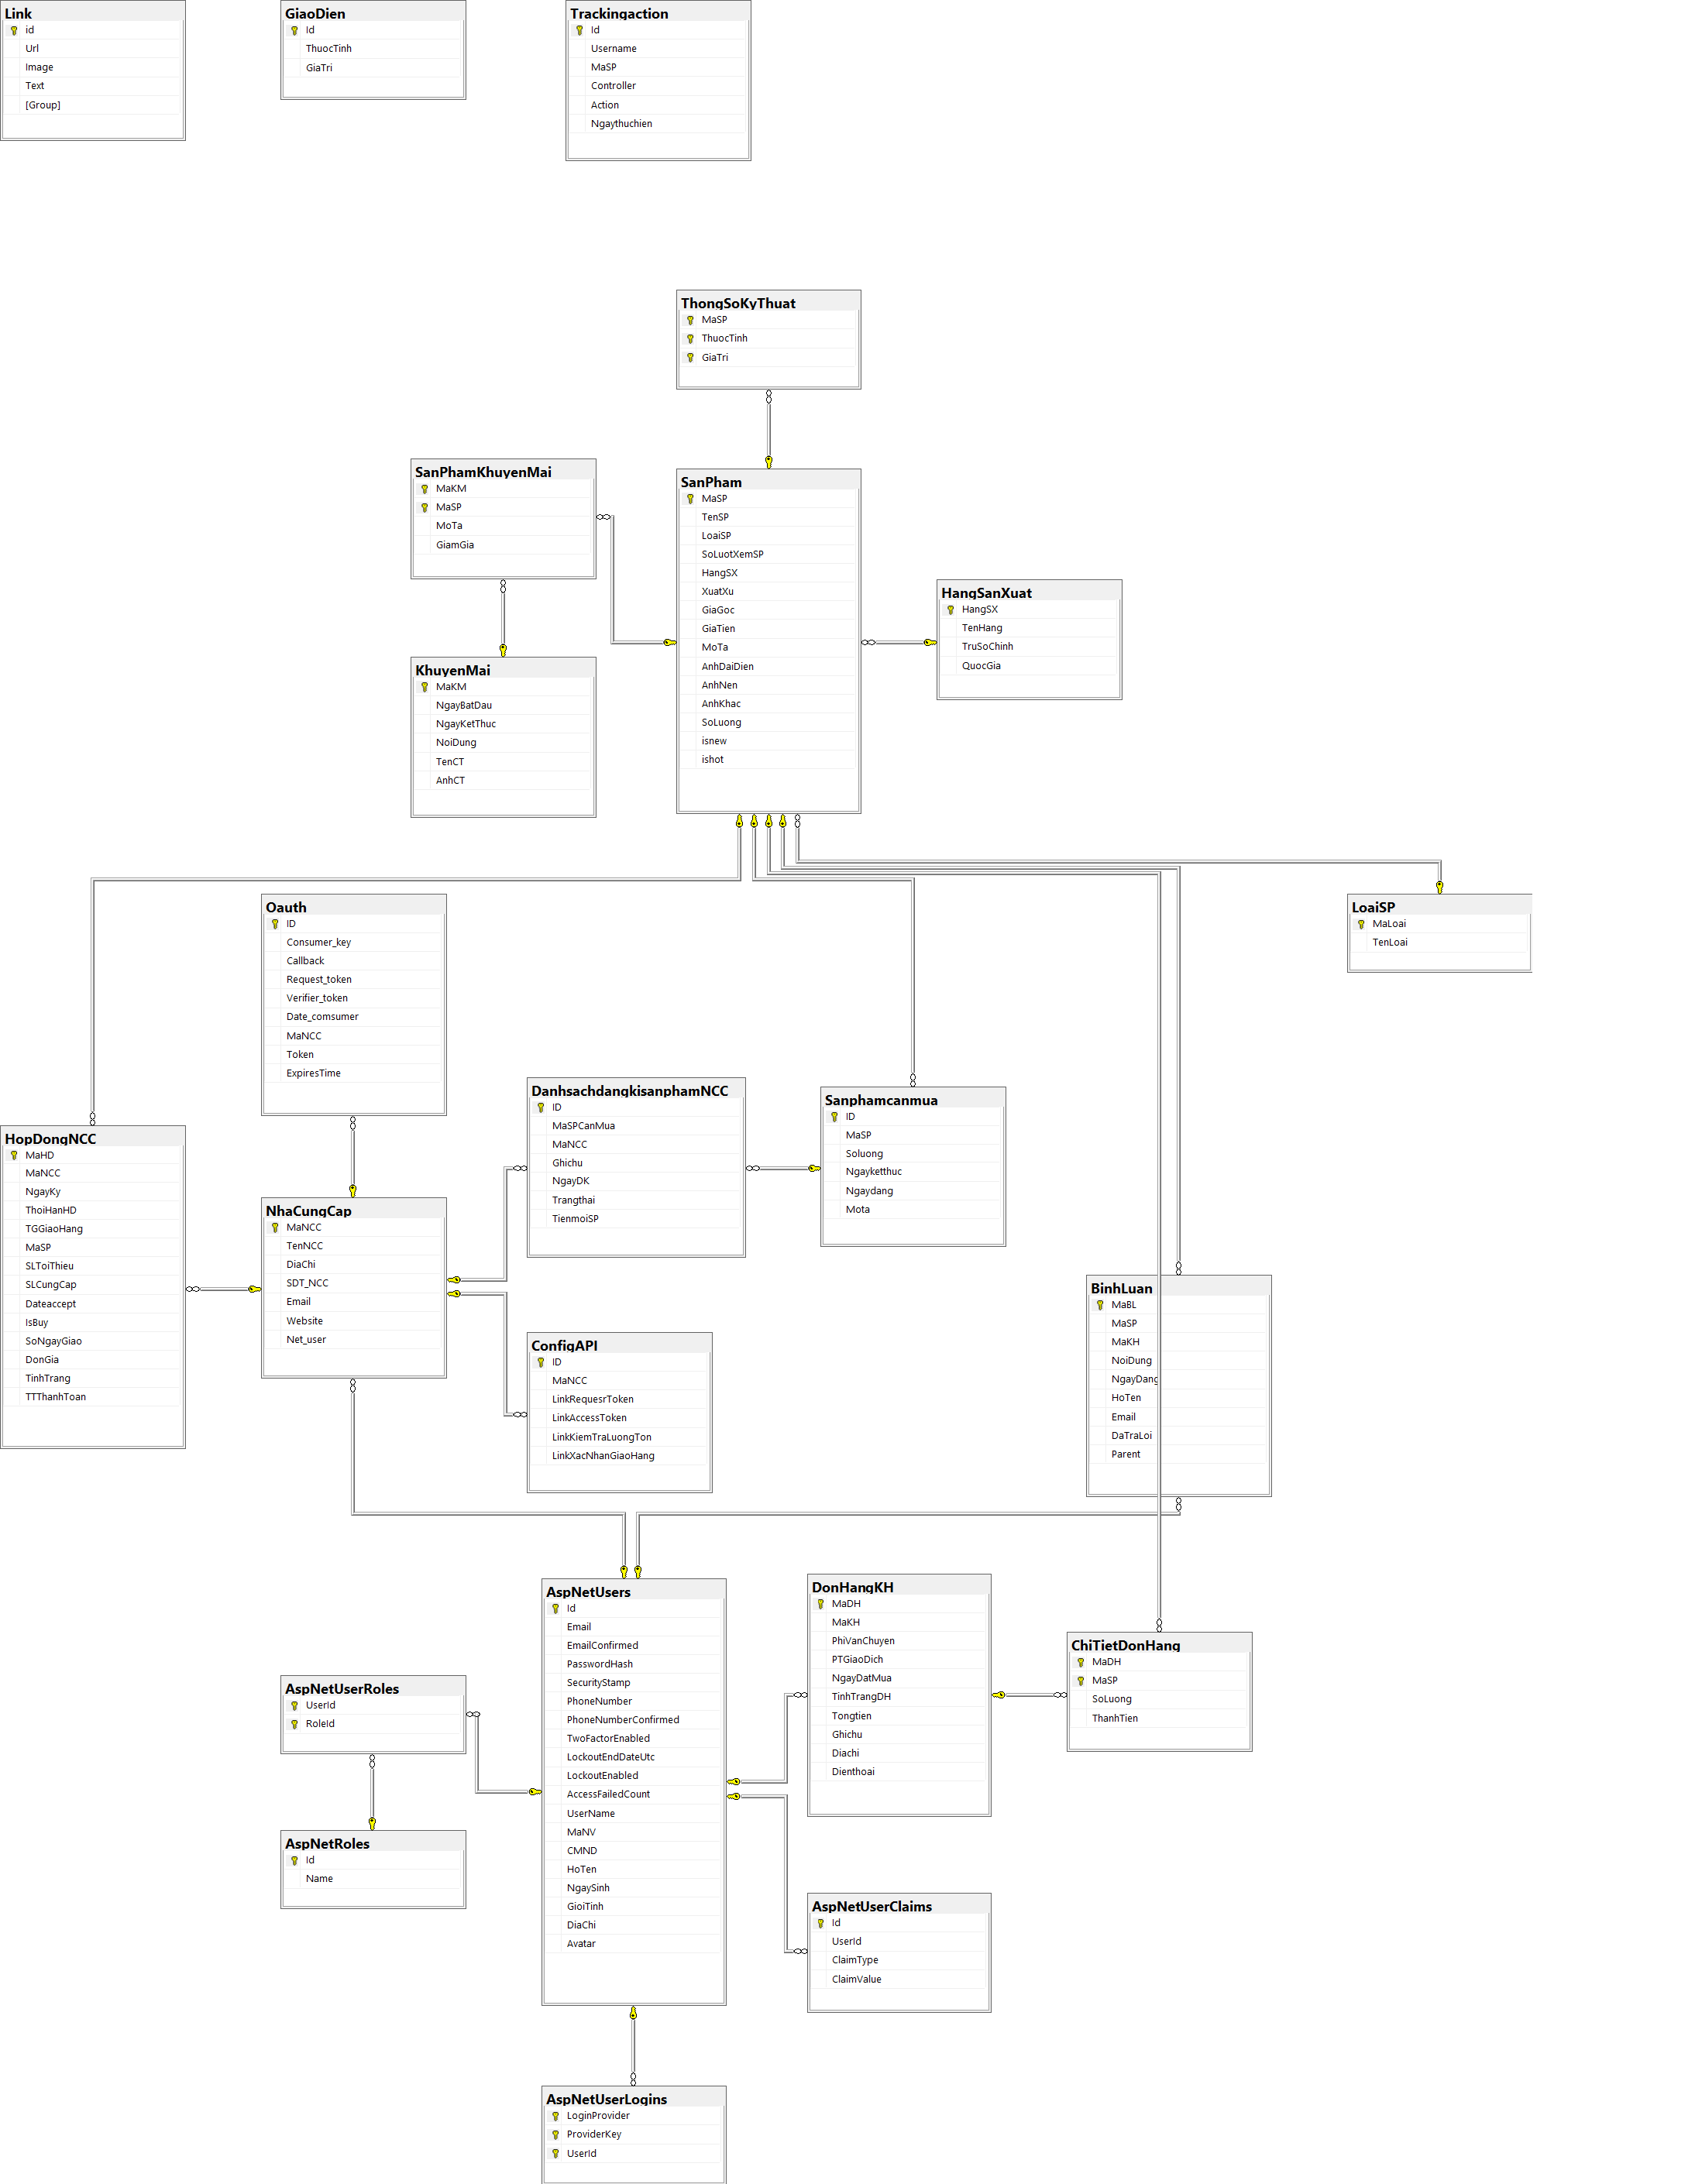 Link
id
Url
Image
Text
[Group]
GiaoDien
Id
ThuocTinh
GiaTri
Trackingaction
Id
Username
MaSP
Controller
Action
Ngaythuchien
ThongSoKyThuat
MaSP
ThuocTinh
GiaTri
SanPhamKhuyenMai
MaKM
MaSP
MoTa
GiamGia
SanPham
MaSP
TenSP
LoaiSP
SoLuotXemSP
HangSX
XuatXu
GiaGoc
GiaTien
MoTa
AnhDaiDien
AnhNen
AnhKhac
SoLuong
isnew
ishot
HangSanXuat
HangSX
TenHang
TruSoChinh
QuocGia
KhuyenMai
MaKM
NgayBatDau
NgayKetThuc
NoiDung
TenCT
AnhCT
Oauth
ID
Consumer_key
Callback
Request_token
Verifier_token
Date_comsumer
MaNCC
Token
ExpiresTime
LoaiSP
MaLoai
TenLoai
HopDongNCC
MaHD
MaNCC
NgayKy
ThoiHanHD
TGGiaoHang
MaSP
SLToiThieu
SLCungCap
Dateaccept
IsBuy
SoNgayGiao
DonGia
TinhTrang
TTThanhToan
NhaCungCap
MaNCC
TenNCC
DiaChi
SDT_NCC
Email
Website
Net_user
DanhsachdangkisanphamNCC
ID
MaSPCanMua
MaNCC
Ghichu
NgayDK
Trangthai
TienmoiSP
Sanphamcanmua
ID
MaSP
Soluong
Ngayketthuc
Ngaydang
Mota
ConfigAPI
ID
MaNCC
LinkRequesrToken
LinkAccessToken
LinkKiemTraLuongTon
LinkXacNhanGiaoHang
BinhLuan
MaBL
MaSP
MaKH
NoiDung
NgayDang
HoTen
Email
DaTraLoi
Parent
AspNetUsers
Id
Email
EmailConfirmed
PasswordHash
SecurityStamp
PhoneNumber
PhoneNumberConfirmed
TwoFactorEnabled
LockoutEndDateUtc
LockoutEnabled
AccessFailedCount
UserName
MaNV
CMND
HoTen
NgaySinh
GioiTinh
DiaChi
Avatar
DonHangKH
MaDH
MaKH
PhiVanChuyen
PTGiaoDich
NgayDatMua
TinhTrangDH
Tongtien
Ghichu
Diachi
Dienthoai
ChiTietDonHang
MaDH
MaSP
SoLuong
ThanhTien
AspNetUserRoles
UserId
RoleId
AspNetRoles
Id
Name
AspNetUserClaims
Id
UserId
ClaimType
ClaimValue
AspNetUserLogins
LoginProvider
ProviderKey
UserId